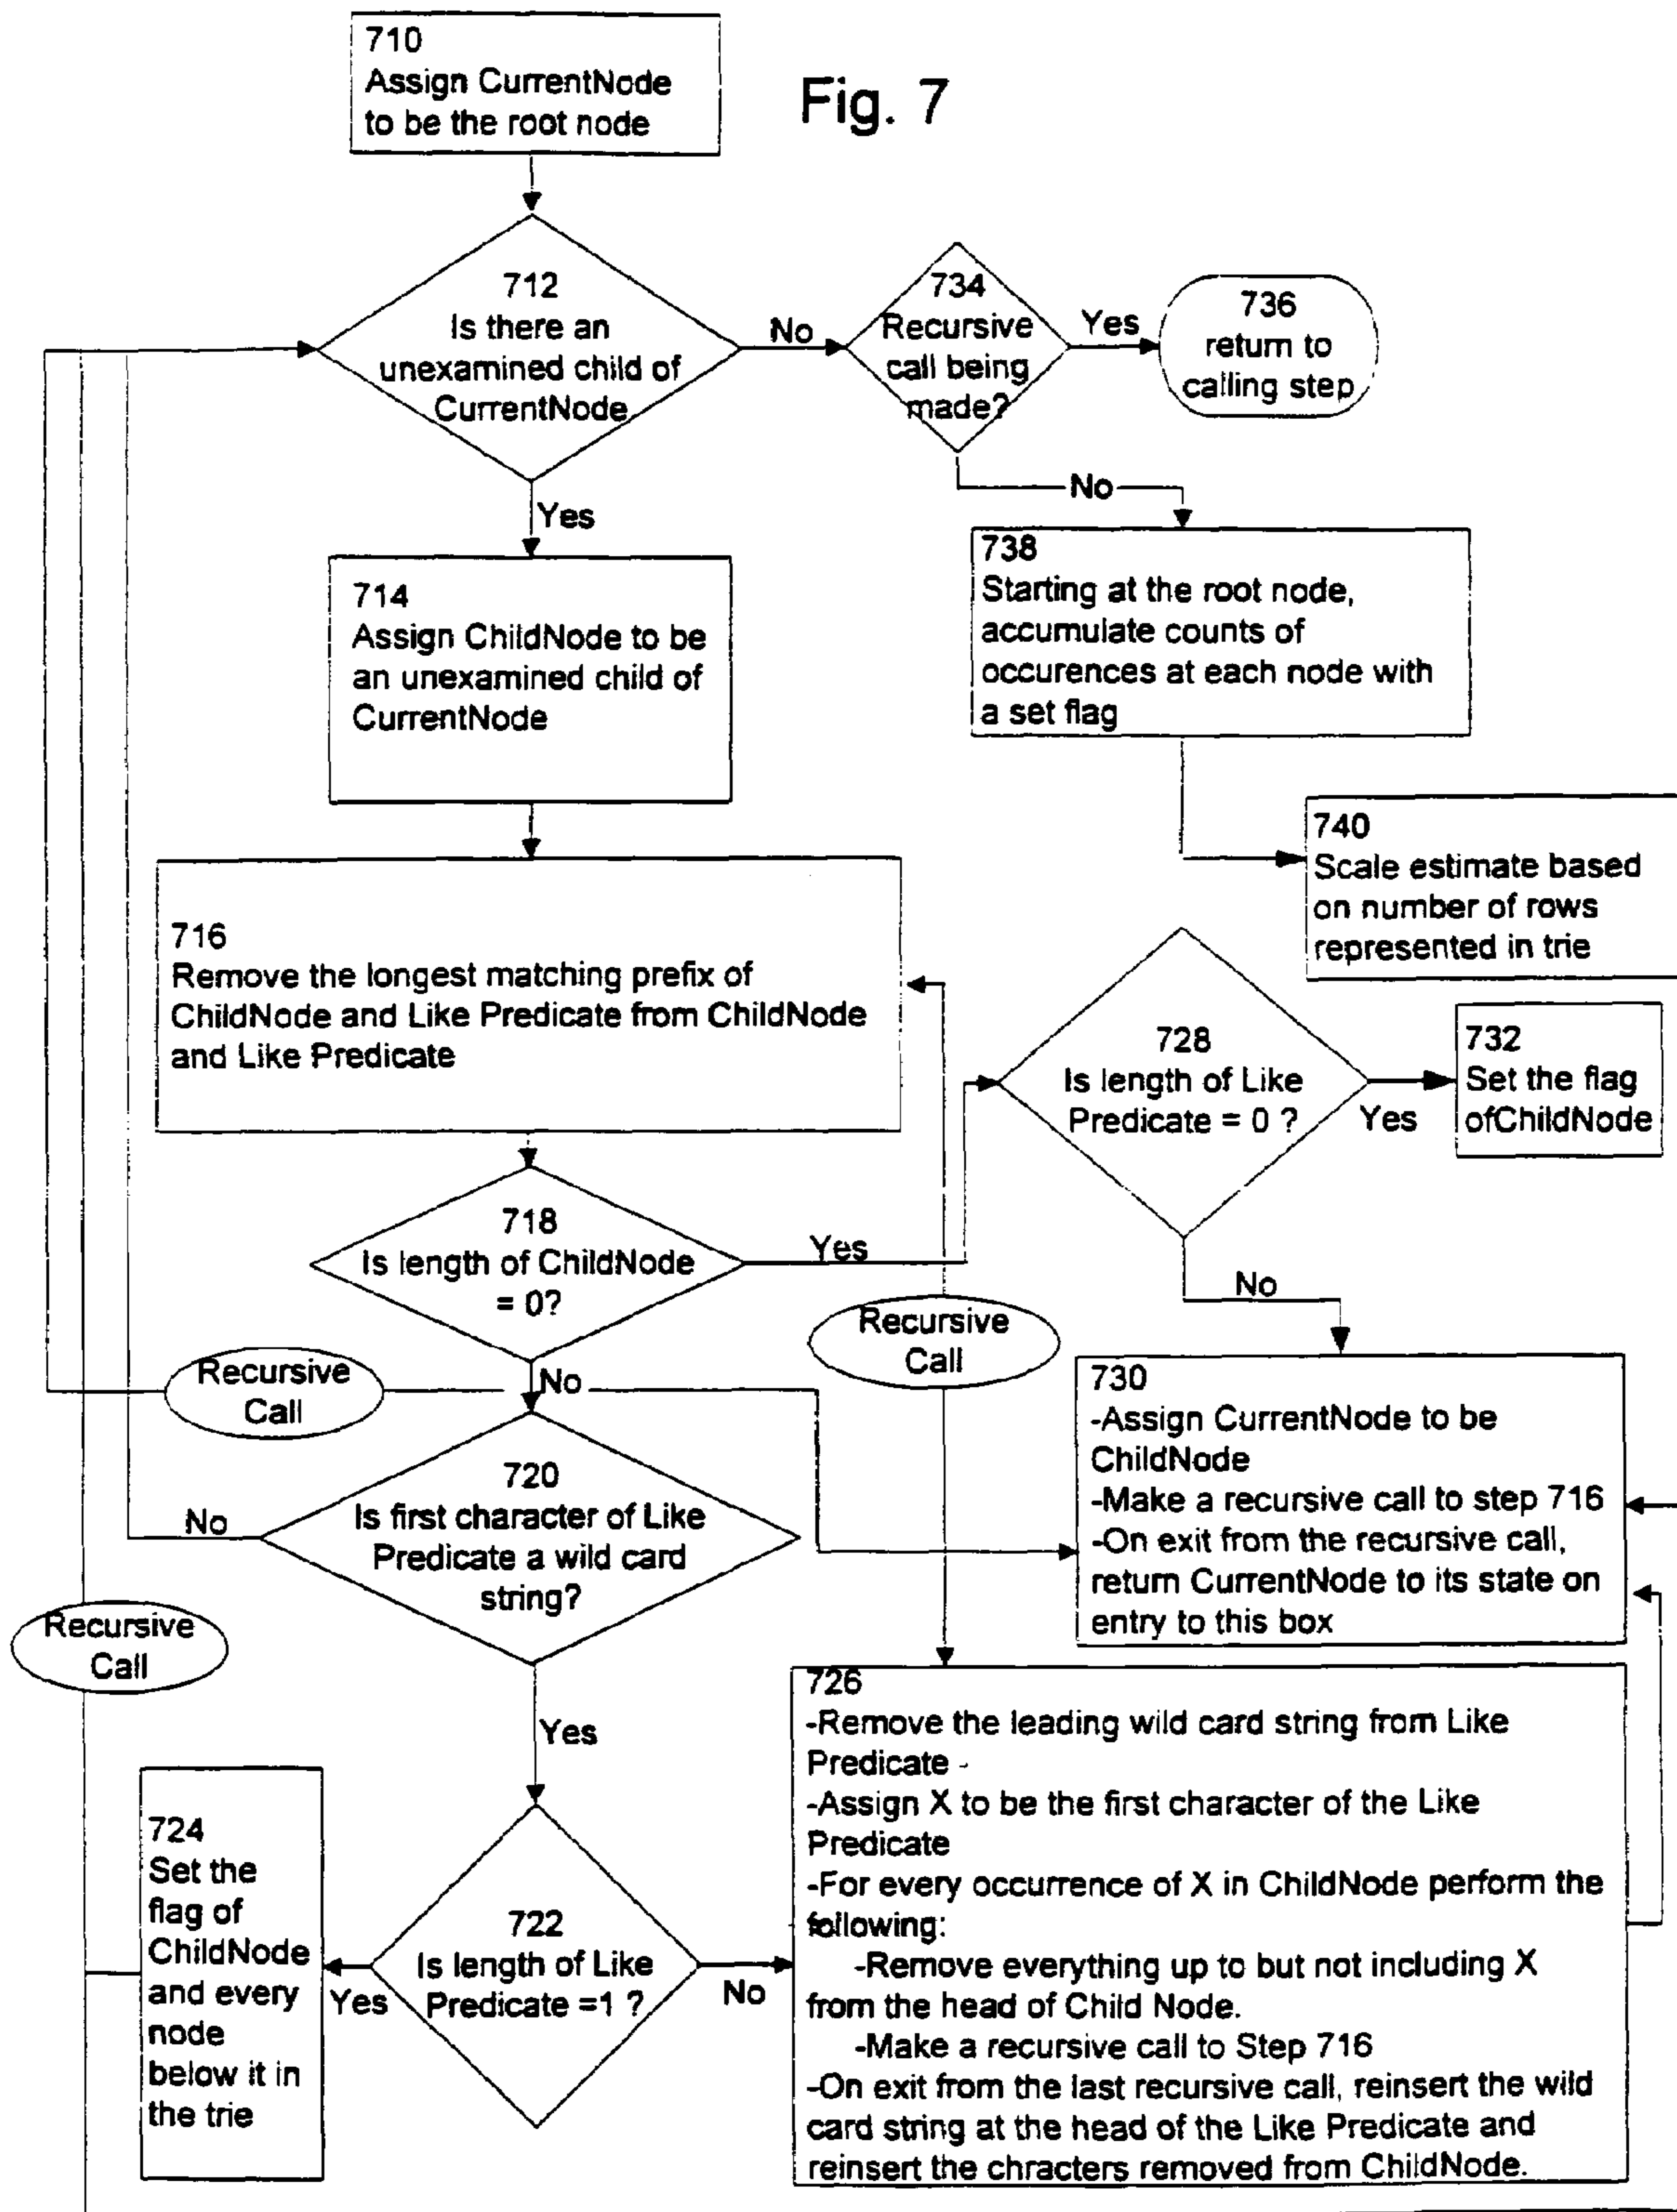 710
Assign CurrentNode
to be the root node
Fig. 7
712
Is there an
unexamined child of
CurrentNode
No
734
Recursive
call being
made?
Yes
736
return to
calling step
Yes
No
714
Assign ChildNode to be
an unexamined child of
CurrentNode
738
Starting at the root node,
accumulate counts of
occurences at each node with
a set flag
740
Scale estimate based
on number of rows
represented in trie
716
Remove the longest matching prefix of
ChildNode and Like Predicate from ChildNode
and Like Predicate
728
Is length of Like
Predicate = 0 ?
Yes
732
Set the flag
ofChildNode
718
Is length of ChildNode
= 0?
Yes
No
Recursive
Call
Recursive
Call
No
730
-Assign CurrentNode to be
ChildNode
-Make a recursive call to step 716
-On exit from the recursive call,
return CurrentNode to its state on
entry to this box
720
Is first character of Like
Predicate a wild card
string?
No
Recursive
Call
Yes
726
-Remove the leading wild card string from Like
Predicate -
-Assign X to be the first character of the Like
Predicate
-For every occurrence of X in ChildNode perform the
following:
-Remove everything up to but not including X
from the head of Child Node.
-Make a recursive call to Step 716
-On exit from the last recursive call, reinsert the wild
card string at the head of the Like Predicate and
reinsert the chracters removed from ChildNode.
724
Set the
flag of
ChildNode
and every
node
below it in
the trie
Yes
722
Is length of Like
Predicate =1 ?
No